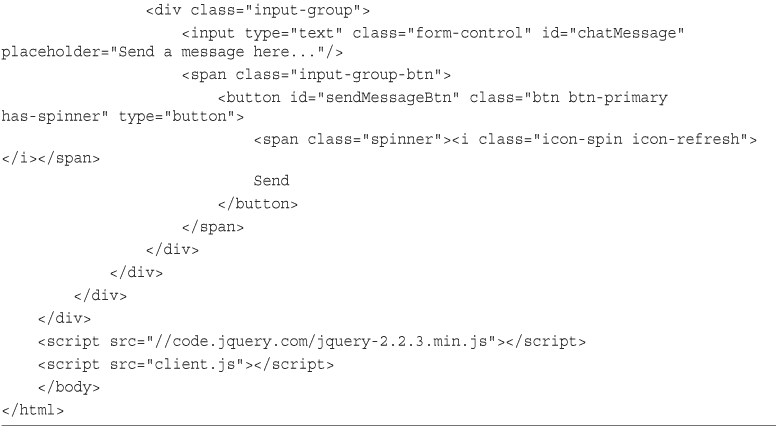 <div class="input-group">
<input type="text" class="form-control" id="chatMessage"
placeholder="Send a message here..."/>
<span class="input-group-btn">
<button id="sendMessageBtn" class="btn btn-primary
has-spinner" type="button">
<span class="spinner"><i class="icon-spin icon-refresh">
</i></span>
Send
</button>
</span>
</div>
</div>
</div>
</div>
<script src="//code.jquery.com/jquery-2.2.3.min.js"></script>
<script src="client.js"></script>
</body>
</html>